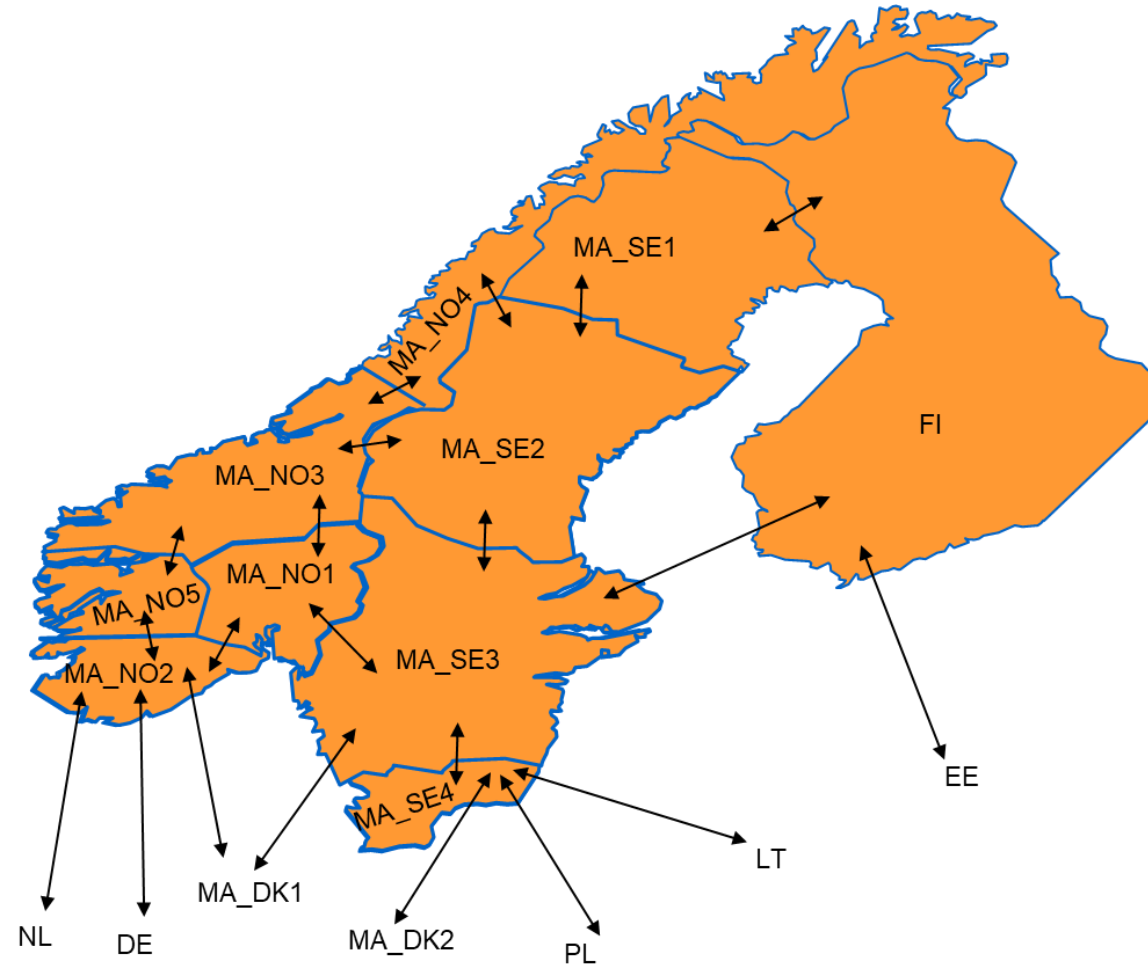 MA_SE1
MA_NO4
FI
MA_SE2
MA_NO3
MA_NO1
MA_NO5
MA_SE3
MA_NO2
EE
MA_SE4
LT
MA_DK1
NL
DE
MA_DK2
PL